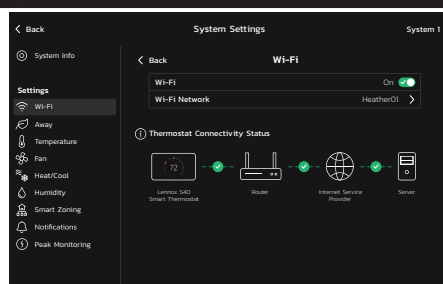 Back
System Settings
System 1
System Info
Settings
Wi-Fi
Away
Temperature
Fan
Heat/Cool
Humidity
Smart Zoning
Notifications
Peak Monitoring
Back
Wi-Fi
Wi-Fi
On
Wi-Fi Network
Heather01
Thermostat Connectivity Status
72
Lennox S40
Smart Thermostat
Router
Internet Service
Provider
Server